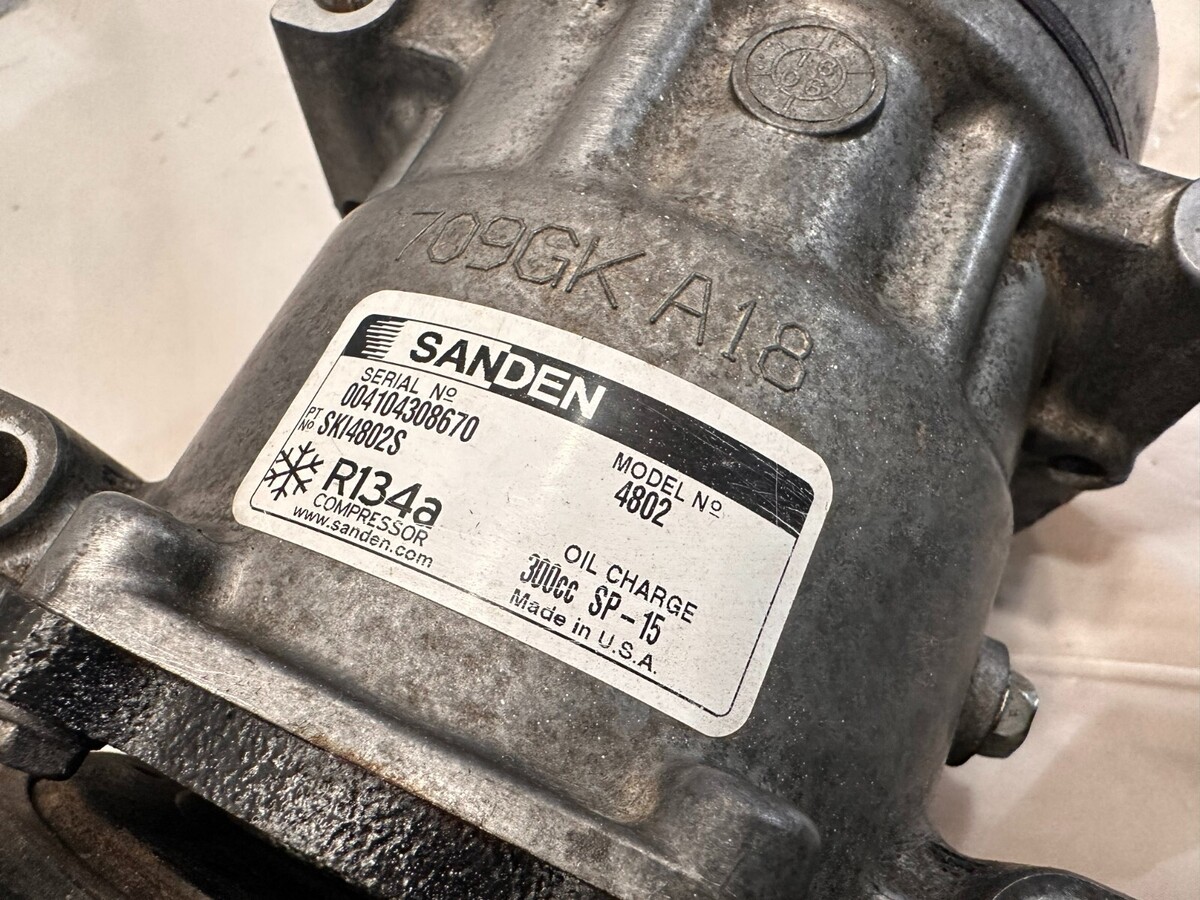 709GK A18
SANDEN
SERIAL Nº
004104308670
PT Nº SKI4802S
R134a
COMPRESSOR
www.sanden.com
MODEL Nº
4802
OIL CHARGE
300cc SP-15
Made in U.S.A.